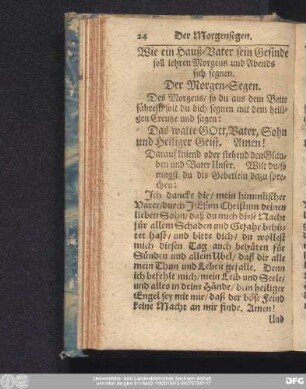 24 Der Morgensegen.
Wie ein Hauß-Vater sein Gesinde
soll lehren Morgens und Abends
sich segnen.
Der Morgen-Segen.
Des Morgens / so du aus dem Bette
fährest / solt du dich segnen mit dem heili-
gen Creutze und sagen:
Das walte GOtt, Vater, Sohn
und Heiliger Geist. Amen!
Darauf kniend oder stehend den Glau-
ben und Vater Unser. Wilt du / so
magst du dis Gebetlein dazu spre-
chen:
Ich dancke dir / mein himmlischer
Vater / durch JEsum Christum deinen
lieben Sohn / daß du mich diese Nacht
für allem Schaden und Gefahr behü-
tet hast / und bitte dich / du wollest
mich diesen Tag auch behüten für
Sünden und allem Ubel / daß dir alle
mein Thun und Leben gefalle. Denn
ich befehle mich / mein Leib und Seele /
und alles in deine Hände / dein heiliger
Engel sey mit mir / daß der böse Feind
keine Macht an mir finde. Amen!
Und